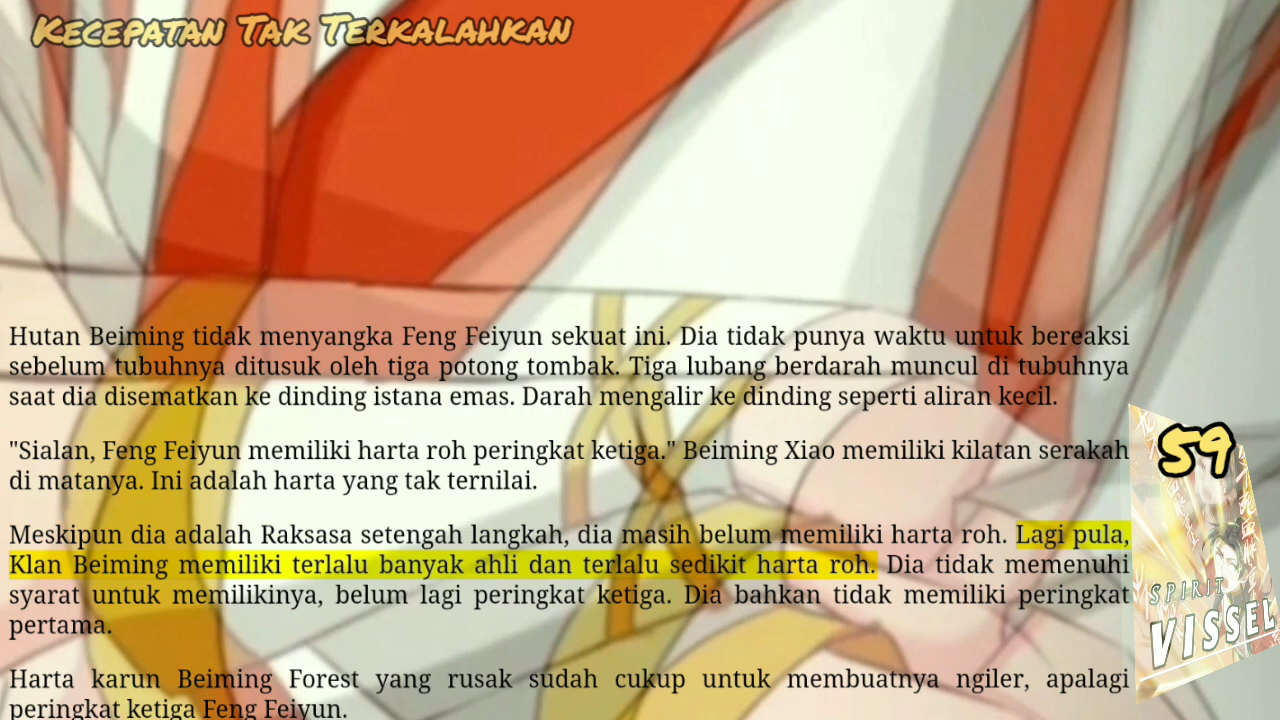 Kecepatan Tak Terkalahkan
Hutan Beiming tidak menyangka Feng Feiyun sekuat ini. Dia tidak punya waktu untuk bereaksi
sebelum tubuhnya ditusuk oleh tiga potong tombak. Tiga lubang berdarah muncul di tubuhnya
saat dia disematkan ke dinding istana emas. Darah mengalir ke dinding seperti aliran kecil.
"Sialan, Feng Feiyun memiliki harta roh peringkat ketiga." Beiming Xiao memiliki kilatan serakah
di matanya. Ini adalah harta yang tak ternilai.
Meskipun dia adalah Raksasa setengah langkah, dia masih belum memiliki harta roh. Lagi pula,
Klan Beiming memiliki terlalu banyak ahli dan terlalu sedikit harta roh. Dia tidak memenuhi
syarat untuk memilikinya, belum lagi peringkat ketiga. Dia bahkan tidak memiliki peringkat
pertama.
Harta karun Beiming Forest yang rusak sudah cukup untuk membuatnya ngiler, apalagi
peringkat ketiga Feng Feiyun.
59
SPIRIT
VISSEL